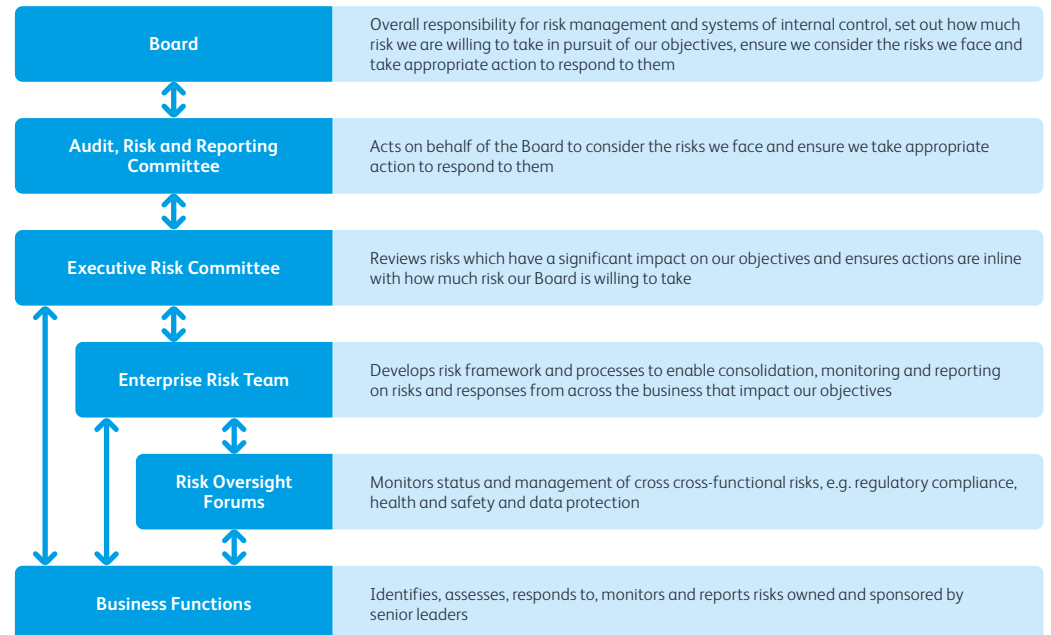 Board
Overall responsibility for risk management and systems of internal control, set out how much
risk we are willing to take in pursuit of our objectives, ensure we consider the risks we face and
take appropriate action to respond to them
Audit, Risk and Reporting
Committee
Acts on behalf of the Board to consider the risks we face and ensure we take appropriate
action to respond to them
Executive Risk Committee
Reviews risks which have a significant impact on our objectives and ensures actions are inline
with how much risk our Board is willing to take
Enterprise Risk Team
Develops risk framework and processes to enable consolidation, monitoring and reporting
on risks and responses from across the business that impact our objectives
Risk Oversight
Forums
Monitors status and management of cross cross-functional risks, e.g. regulatory compliance,
health and safety and data protection
Business Functions
Identifies, assesses, responds to, monitors and reports risks owned and sponsored by
senior leaders